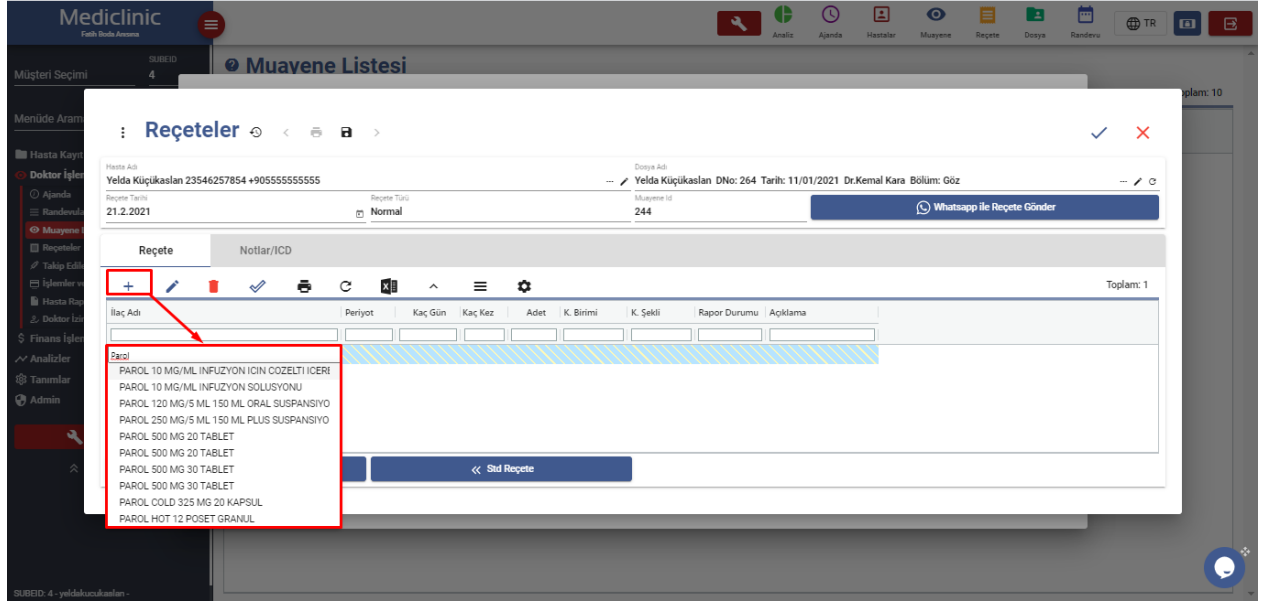 Mediclinic
Fatih Boda Arəsnıa
Analiz
Ajanda
Hastalar
Muayene
Reçete
Dosya
Randevu
TR
Müşteri Seçimi
SUBEID
4
Muayene Listesi
Toplam: 10
Menüde Aram
Hasta Kayıt
Doktor İşler
Ajanda
Randevula
Muayene L
Reçeteler
Takip Edile
İşlemler ve
Hasta Rap
Doktor İzin
Finans İşler
Analizler
Tanımlar
Admin
SUBEID: 4 - yeldakucukaslan -
Reçeteler
Hasta Adı
Yelda Küçükaslan 23546257854 +905555555555
Dosya Adı
Yelda Küçükaslan DNo: 264 Tarih: 11/01/2021 Dr.Kemal Kara Bölüm: Göz
Reçete Tarihi
21.2.2021
Reçete Türü
Normal
Muayene Id
244
Whatsapp ile Reçete Gönder
Reçete
Notlar/ICD
Toplam: 1
İlaç Adı
Periyot
Kaç Gün
Kaç Kez
Adet
K. Birimi
K. Şekli
Rapor Durumu
Açıklama
Parol
PAROL 10 MG/ML INFUZYON ICIN COZELTI ICERE
PAROL 10 MG/ML INFUZYON SOLUSYONU
PAROL 120 MG/5 ML 150 ML ORAL SUSPANSIYO
PAROL 250 MG/5 ML 150 ML PLUS SUSPANSIYO
PAROL 500 MG 20 TABLET
PAROL 500 MG 20 TABLET
PAROL 500 MG 30 TABLET
PAROL 500 MG 30 TABLET
PAROL COLD 325 MG 20 KAPSUL
PAROL HOT 12 POSET GRANUL
Std Reçete